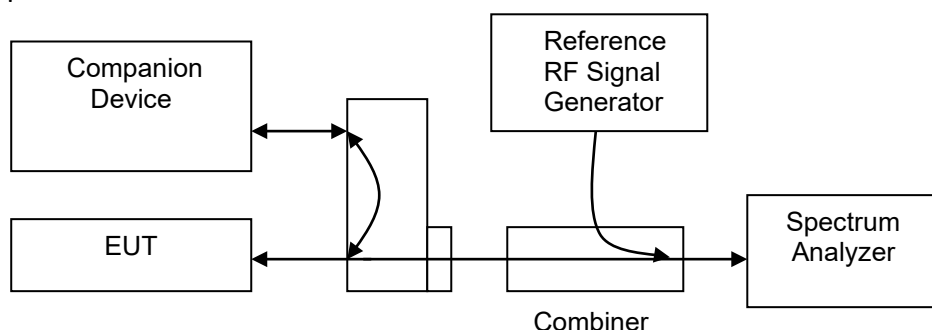 Companion
Device
Reference
RF Signal
Generator
EUT
Spectrum
Analyzer
Combiner